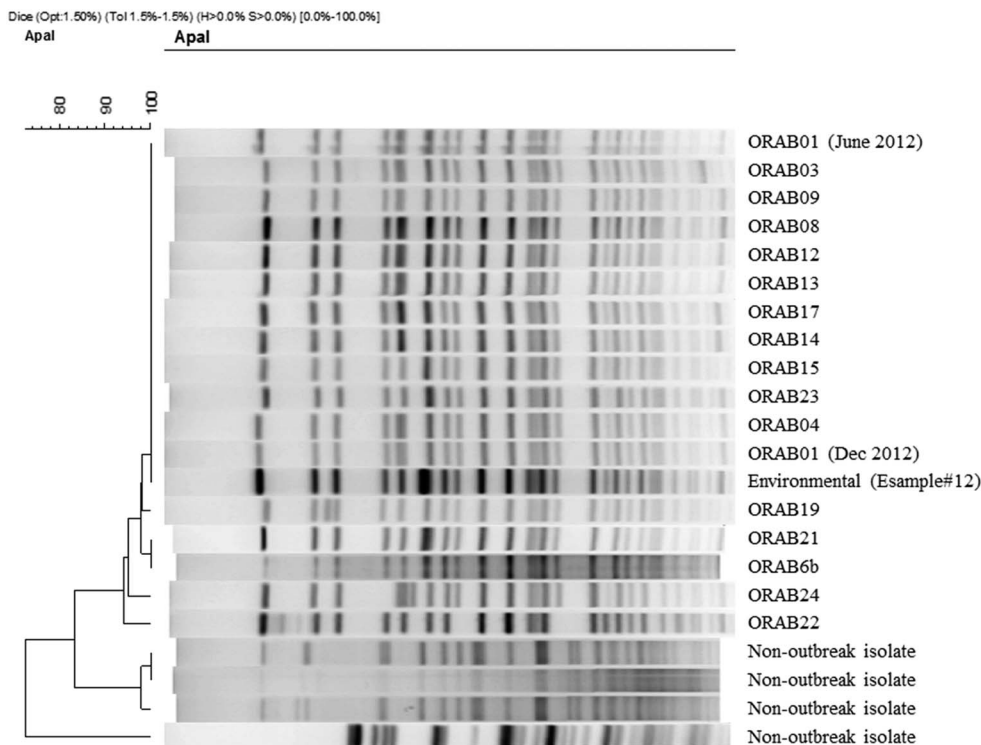 Dice (Opt:1.50%) (Tol 1.5%-1.5%) (H>0.0% S>0.0%) [0.0%-100.0%]
ApaI ApaI
80 90 100
ORAB01 (June 2012)
ORAB03
ORAB09
ORAB08
ORAB12
ORAB13
ORAB17
ORAB14
ORAB15
ORAB23
ORAB04
ORAB01 (Dec 2012)
Environmental (Esample#12)
ORAB19
ORAB21
ORAB6b
ORAB24
ORAB22
Non-outbreak isolate
Non-outbreak isolate
Non-outbreak isolate
Non-outbreak isolate